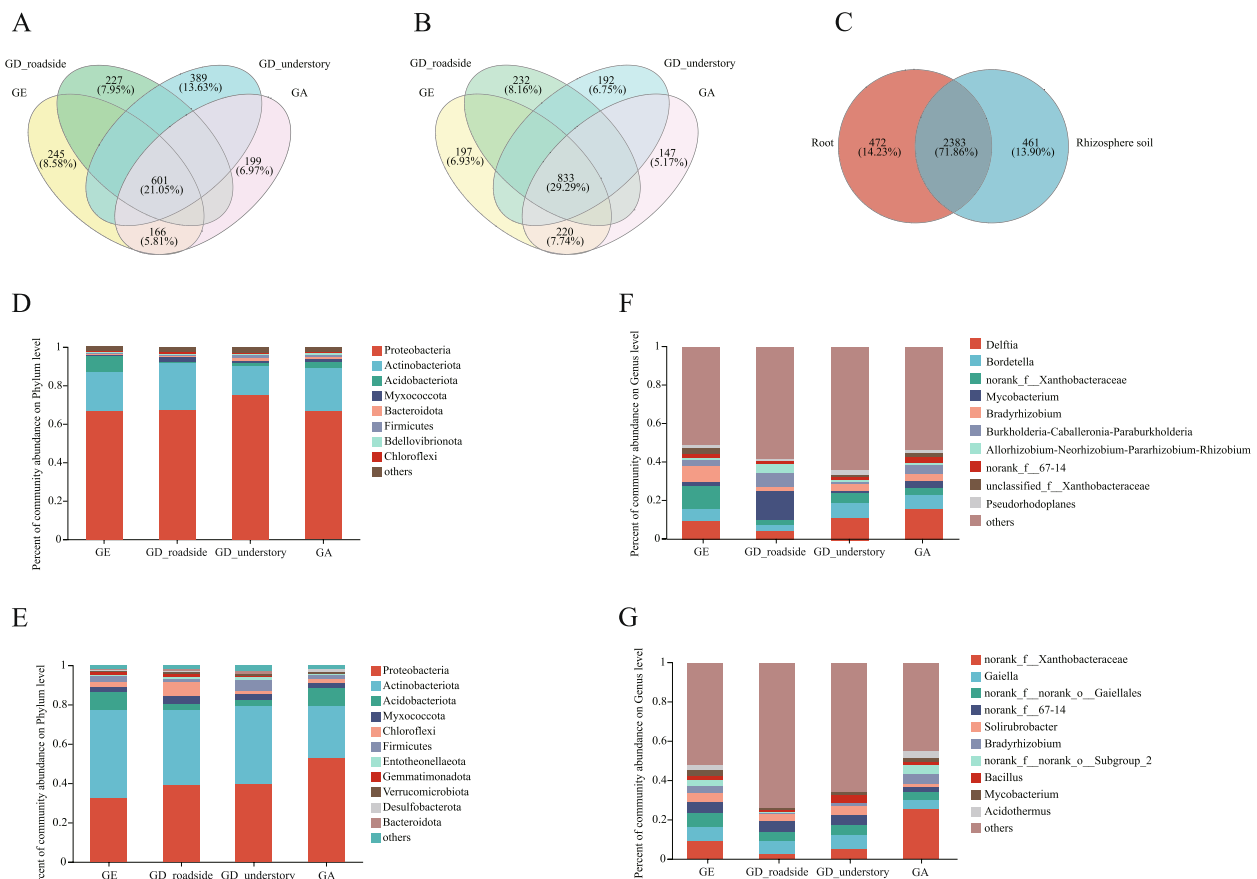 A
B
C
GD_roadside
227
(7.95%)
389
(13.63%)
GD_understory
GE
GA
245
(8.58%)
199
(6.97%)
601
(21.05%)
166
(5.81%)
GD_roadside
232
(8.16%)
192
(6.75%)
GD_understory
GE
GA
197
(6.93%)
147
(5.17%)
833
(29.29%)
220
(7.74%)
Root
472
(14.23%)
2383
(71.86%)
461
(13.90%)
Rhizosphere soil
D
Percent of community abundance on Phylum level
1
0.8
0.6
0.4
0.2
0
GE
GD_roadside
GD_understory
GA
Proteobacteria
Actinobacteriota
Acidobacteriota
Myxococcota
Bacteroidota
Firmicutes
Bdellovibrionota
Chloroflexi
others
F
Percent of community abundance on Genus level
1
0.8
0.6
0.4
0.2
0
GE
GD_roadside
GD_understory
GA
Delftia
Bordetella
norank_f__Xanthobacteraceae
Mycobacterium
Bradyrhizobium
Burkholderia-Caballeronia-Paraburkholderia
Allorhizobium-Neorhizobium-Pararhizobium-Rhizobium
norank_f__67-14
unclassified_f__Xanthobacteraceae
Pseudorhodoplanes
others
E
Percent of community abundance on Phylum level
1
0.8
0.6
0.4
0.2
0
GE
GD_roadside
GD_understory
GA
Proteobacteria
Actinobacteriota
Acidobacteriota
Myxococcota
Chloroflexi
Firmicutes
Entotheonellaeota
Gemmatimonadota
Verrucomicrobiota
Desulfobacterota
Bacteroidota
others
G
Percent of community abundance on Genus level
1
0.8
0.6
0.4
0.2
0
GE
GD_roadside
GD_understory
GA
norank_f__Xanthobacteraceae
Gaiella
norank_f__norank_o__Gaiellales
norank_f__67-14
Solirubrobacter
Bradyrhizobium
norank_f__norank_o__Subgroup_2
Bacillus
Mycobacterium
Acidothermus
others